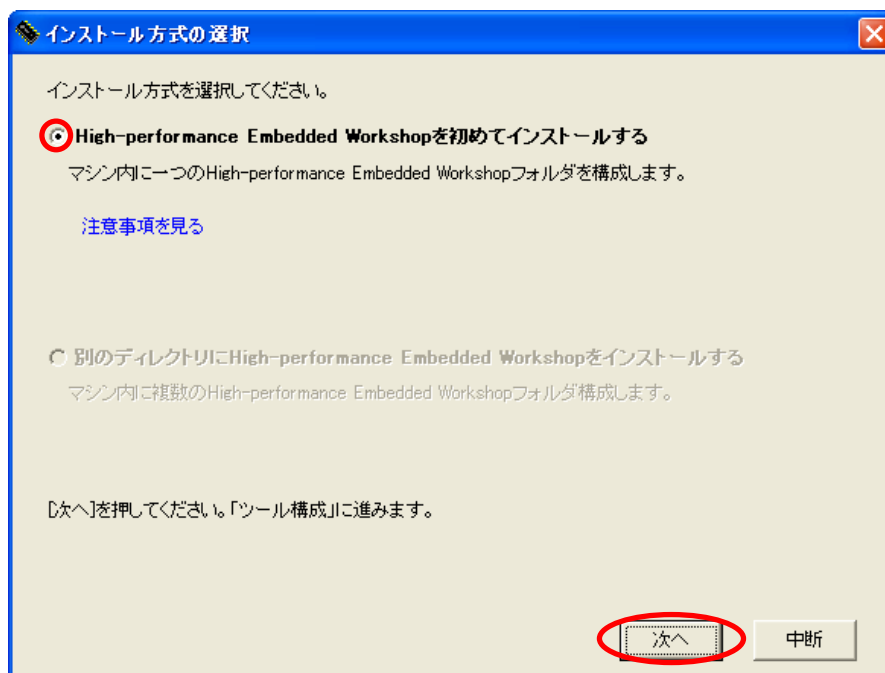 インストール方式の選択
インストール方式を選択してください。
High-performance Embedded Workshopを初めてインストールする
マシン内に一つのHigh-performance Embedded Workshopフォルダを構成します。
注意事項を見る
別のディレクトリにHigh-performance Embedded Workshopをインストールする
マシン内に複数のHigh-performance Embedded Workshopフォルダ構成します。
[次へ]を押してください。「ツール構成」に進みます。
次へ
中断